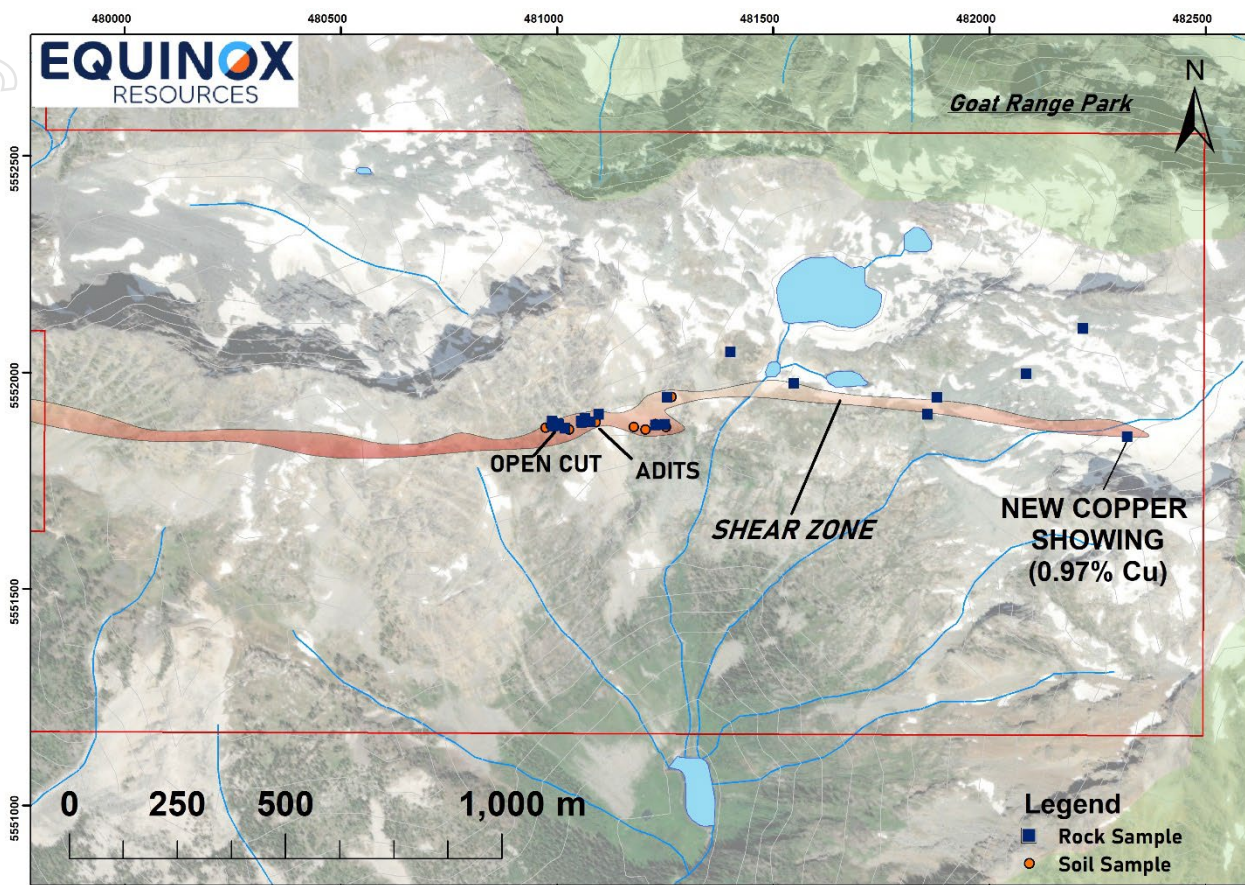 480000
480500
481000
481500
482000
482500
EQUINOX
RESOURCES
N
Goat Range Park
5552500
5552000
5551500
5551000
OPEN CUT
ADITS
SHEAR ZONE
NEW COPPER
SHOWING
(0.97% Cu)
0 250 500 1,000 m
Legend
Rock Sample
Soil Sample